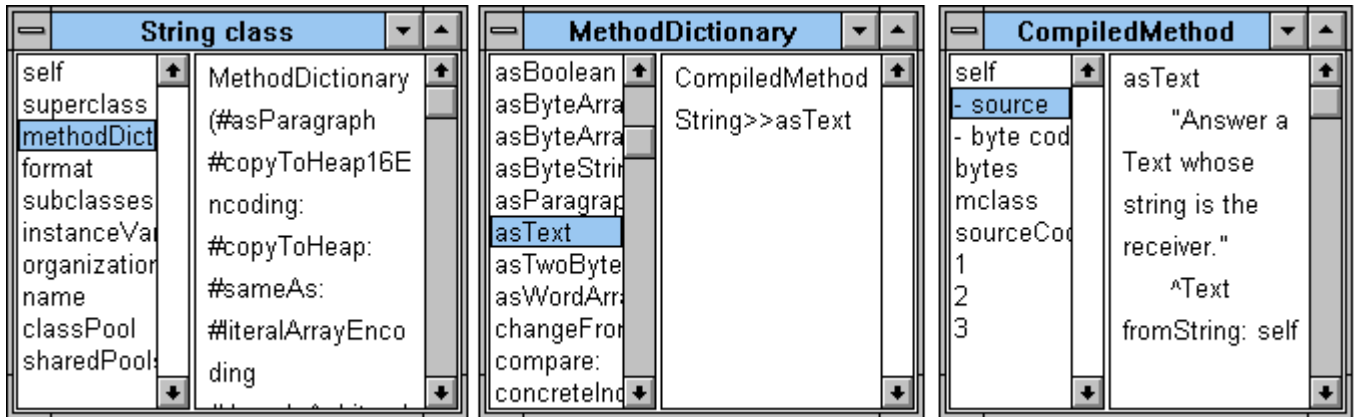 String class
self
superclass
methodDict
format
subclasses
instanceVar
organization
name
classPool
sharedPools
MethodDictionary
(#asParagraph
#copyToHeap16E
ncoding:
#copyToHeap:
#sameAs:
#literalArrayEnco
ding
MethodDictionary
asBoolean
asByteArra
asByteArra
asByteStrin
asParagrap
asText
asTwoByte
asWordArra
changeFron
compare:
concreteInd
CompiledMethod
String>>asText
CompiledMethod
self
- source
- byte cod
bytes
mclass
sourceCod
1
2
3
asText
"Answer a
Text whose
string is the
receiver."
^Text
fromString: self